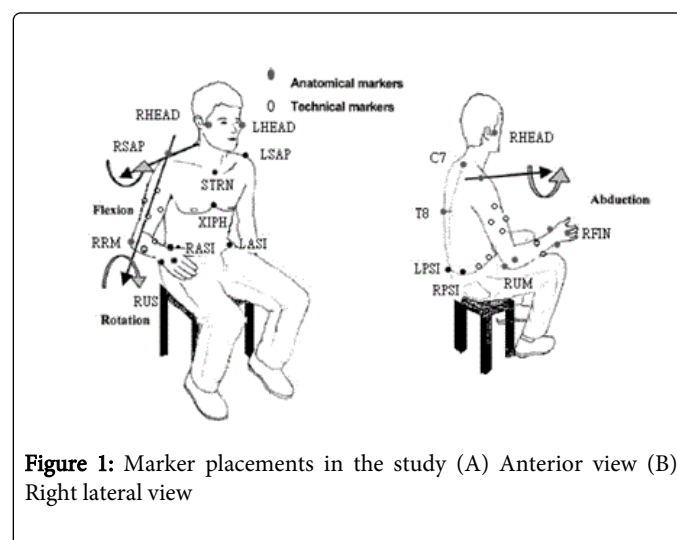 Anatomical markers
Technical markers
RHEAD
LHEAD
RSAP
LSAP
STRN
Flexion
XIPH
RRM
RASI
LASI
RUS
Rotation
RHEAD
C7
Abduction
T8
RFIN
LPSI
RUM
RPSI
Figure 1: Marker placements in the study (A) Anterior view (B)
Right lateral view